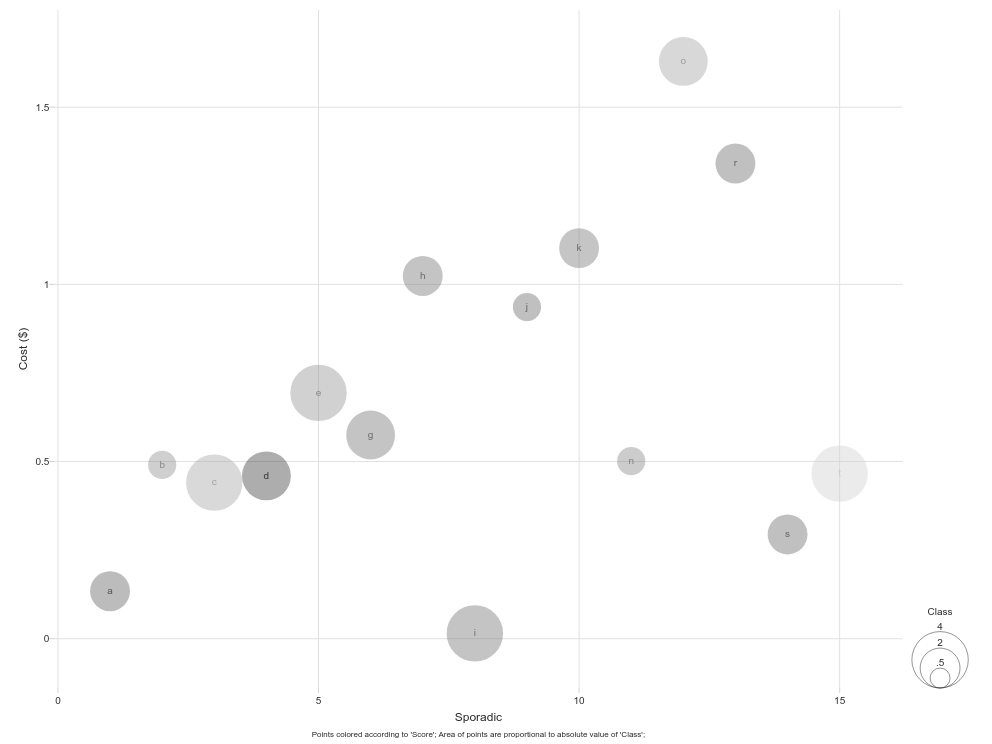 o
1.5
r
k
h
1
j
Cost ($)
e
g
0.5
b
n
d
c
s
a
Class
4
i
0
2
.5
0
5
10
15
Sporadic
Points colored according to 'Score'; Area of points are proportional to absolute value of 'Class';